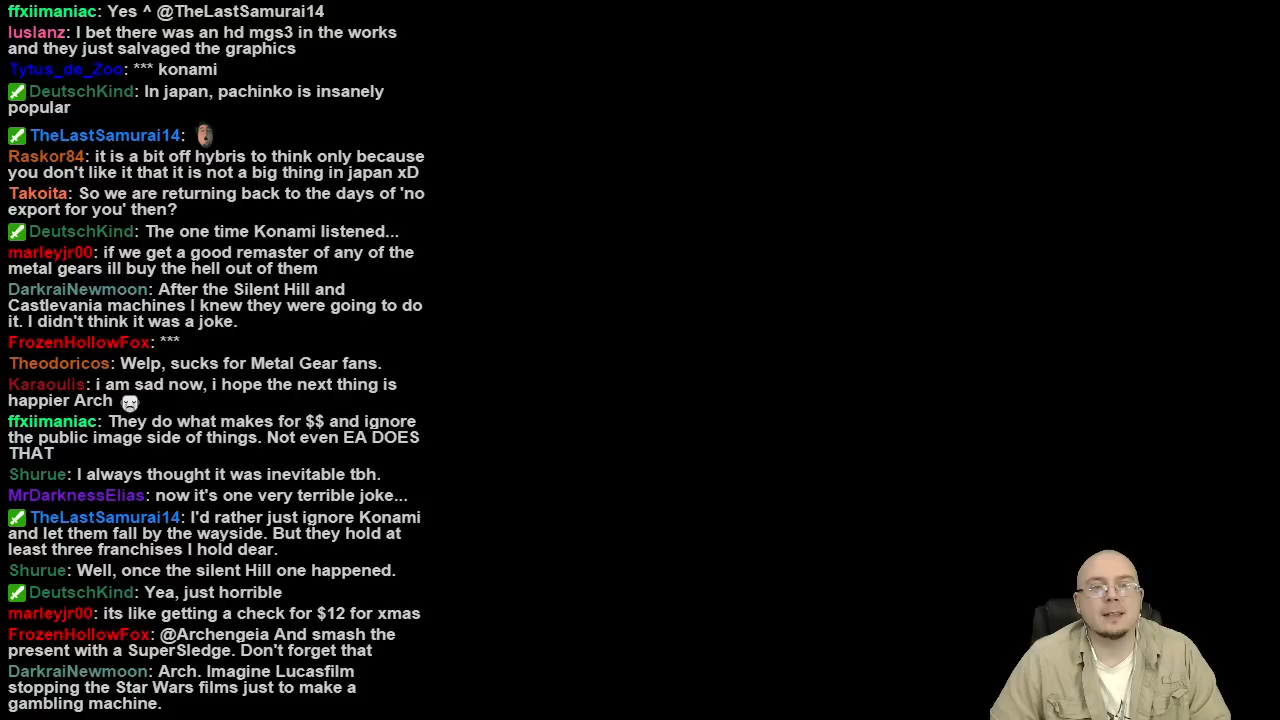 ffxiimaniac: Yes ^ @TheLastSamurai14
luslanz: I bet there was an hd mgs3 in the works
and they just salvaged the graphics
Tytus_de_Zoo: *** konami
DeutschKind: In japan, pachinko is insanely
popular
TheLastSamurai14:
Raskor84: it is a bit off hybris to think only because
you don't like it that it is not a big thing in japan xD
Takoita: So we are returning back to the days of 'no
export for you' then?
DeutschKind: The one time Konami listened...
marleyjr00: if we get a good remaster of any of the
metal gears ill buy the hell out of them
DarkraiNewmoon: After the Silent Hill and
Castlevania machines I knew they were going to do
it. I didn't think it was a joke.
FrozenHollowFox: ***
Theodoricos: Welp, sucks for Metal Gear fans.
Karaoulis: i am sad now, i hope the next thing is
happier Arch
ffxiimaniac: They do what makes for $$ and ignore
the public image side of things. Not even EA DOES
THAT
Shurue: I always thought it was inevitable tbh.
MrDarknessElias: now it's one very terrible joke...
TheLastSamurai14: I'd rather just ignore Konami
and let them fall by the wayside. But they hold at
least three franchises I hold dear.
Shurue: Well, once the silent Hill one happened.
DeutschKind: Yea, just horrible
marleyjr00: its like getting a check for $12 for xmas
FrozenHollowFox: @Archengeia And smash the
present with a SuperSledge. Don't forget that
DarkraiNewmoon: Arch. Imagine Lucasfilm
stopping the Star Wars films just to make a
gambling machine.